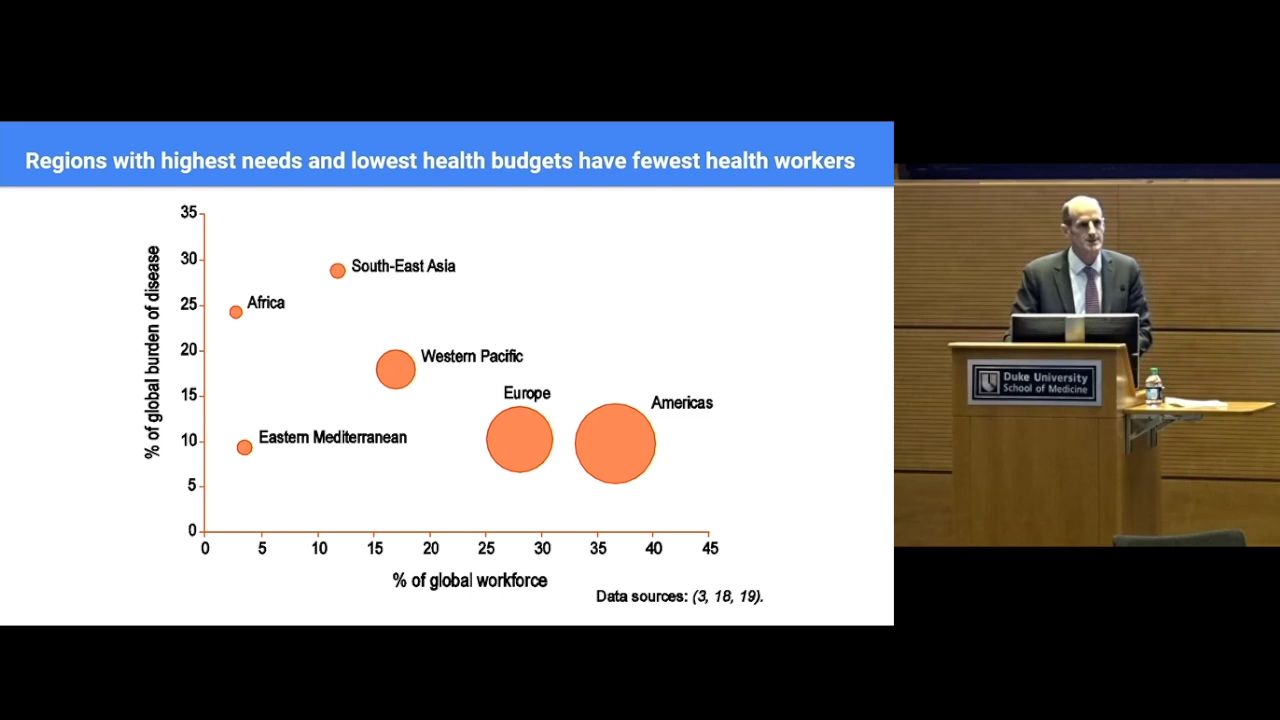 Regions with highest needs and lowest health budgets have fewest health workers
35
30
25
20
15
10
5
0
% of global burden of disease
South-East Asia
Africa
Western Pacific
Europe
Americas
Eastern Mediterranean
0 5 10 15 20 25 30 35 40 45
% of global workforce
Data sources: (3, 18, 19).
Duke University
School of Medicine